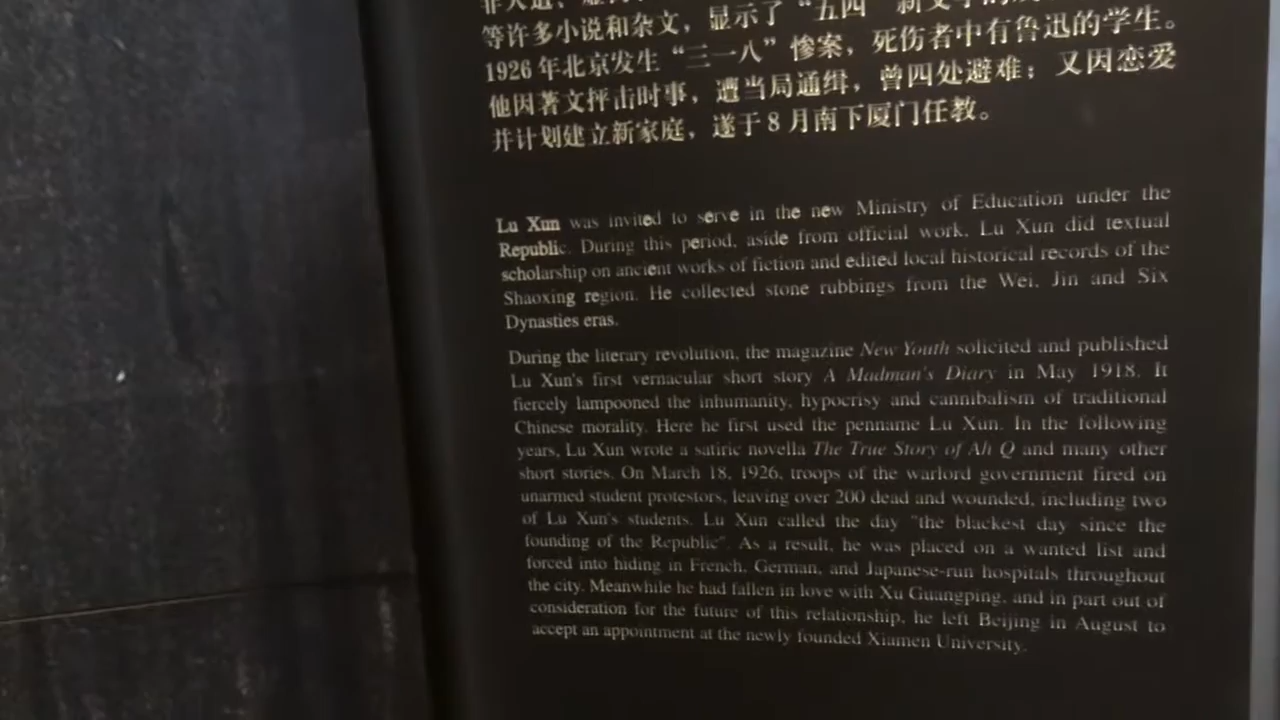 等许多小说和杂文，显示了“五四”新文学的
1926年北京发生“三一八”惨案，死伤者中有鲁迅的学生。
他因著文抨击时事，遭当局通缉，曾四处避难；又因恋爱
并计划建立新家庭，遂于8月南下厦门任教。
Lu Xun was invited to serve in the new Ministry of Education under the
Republic. During this period, aside from official work, Lu Xun did textual
scholarship on ancient works of fiction and edited local historical records of the
Shaoxing region. He collected stone rubbings from the Wei, Jin and Six
Dynasties eras.
During the literary revolution, the magazine New Youth solicited and published
Lu Xun's first vernacular short story A Madman's Diary in May 1918. It
fiercely lampooned the inhumanity, hypocrisy and cannibalism of traditional
Chinese morality. Here he first used the penname Lu Xun. In the following
years, Lu Xun wrote a satiric novella The True Story of Ah Q and many other
short stories. On March 18, 1926, troops of the warlord government fired on
unarmed student protestors, leaving over 200 dead and wounded, including two
of Lu Xun's students. Lu Xun called the day "the blackest day since the
founding of the Republic". As a result, he was placed on a wanted list and
forced into hiding in French, German, and Japanese-run hospitals throughout
the city. Meanwhile he had fallen in love with Xu Guangping, and in part out of
consideration for the future of this relationship, he left Beijing in August to
accept an appointment at the newly founded Xiamen University.